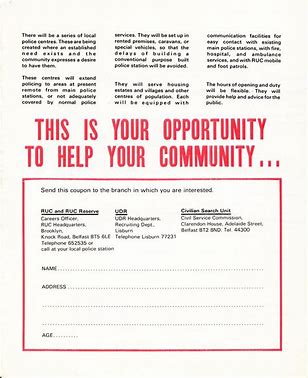 There will be a series of local
police centres. These are being
created where an established
need exists and the
community expresses a desire
to have them.
These centres will extend
policing to areas at present
remote from main police
stations, or not adequately
covered by normal police
services. They will be set up in
rented premises, caravans, or
special vehicles, so that the
delays of building a
conventional purpose built
police station will be avoided.
They will serve housing
estates and villages and other
centres of population. Each
will be equipped with
communication facilities for
easy contact with existing
main police stations, with fire,
hospital, and ambulance
services, and with RUC mobile
and foot patrols.
The hours of opening and duty
will be flexible. They will
provide help and advice for the
public.
THIS IS YOUR OPPORTUNITY
TO HELP YOUR COMMUNITY...
Send this coupon to the branch in which you are interested.
RUC and RUC Reserve
Careers Officer,
RUC Headquarters,
Brooklyn,
Knock Road, Belfast BT5 6LE
Telephone 652535 or
call at your local police station
UDR
UDR Headquarters,
Recruiting Dept.,
Lisburn
Telephone Lisburn 77231
Civilian Search Unit
Civil Service Commission,
Clarendon House, Adelaide Street,
Belfast BT2 8ND. Tel. 44300
NAME
ADDRESS
AGE